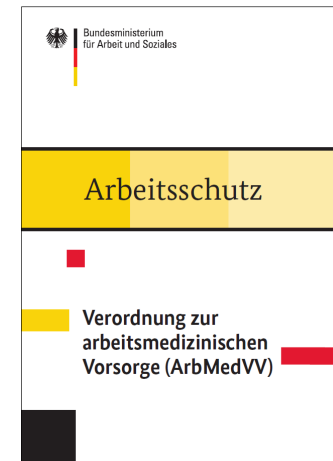 Bundesministerium
für Arbeit und Soziales
Arbeitsschutz
Verordnung zur
arbeitsmedizinischen
Vorsorge (ArbMedVV)